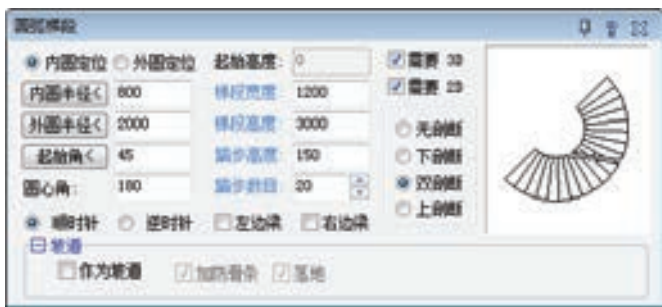 圆弧梯段
内圆定位 外圆定位 起始高度: 0 需要 3D
内圆半径< 800 梯段宽度: 1200 需要 2D
外圆半径< 2000 梯段高度: 3000 无剖断
起始角< 45 踏步高度: 150 下剖断
圆心角: 180 踏步数目: 20 双剖断
顺时针 逆时针 左边梁 右边梁 上剖断
坡道
作为坡道 加防滑条 落地